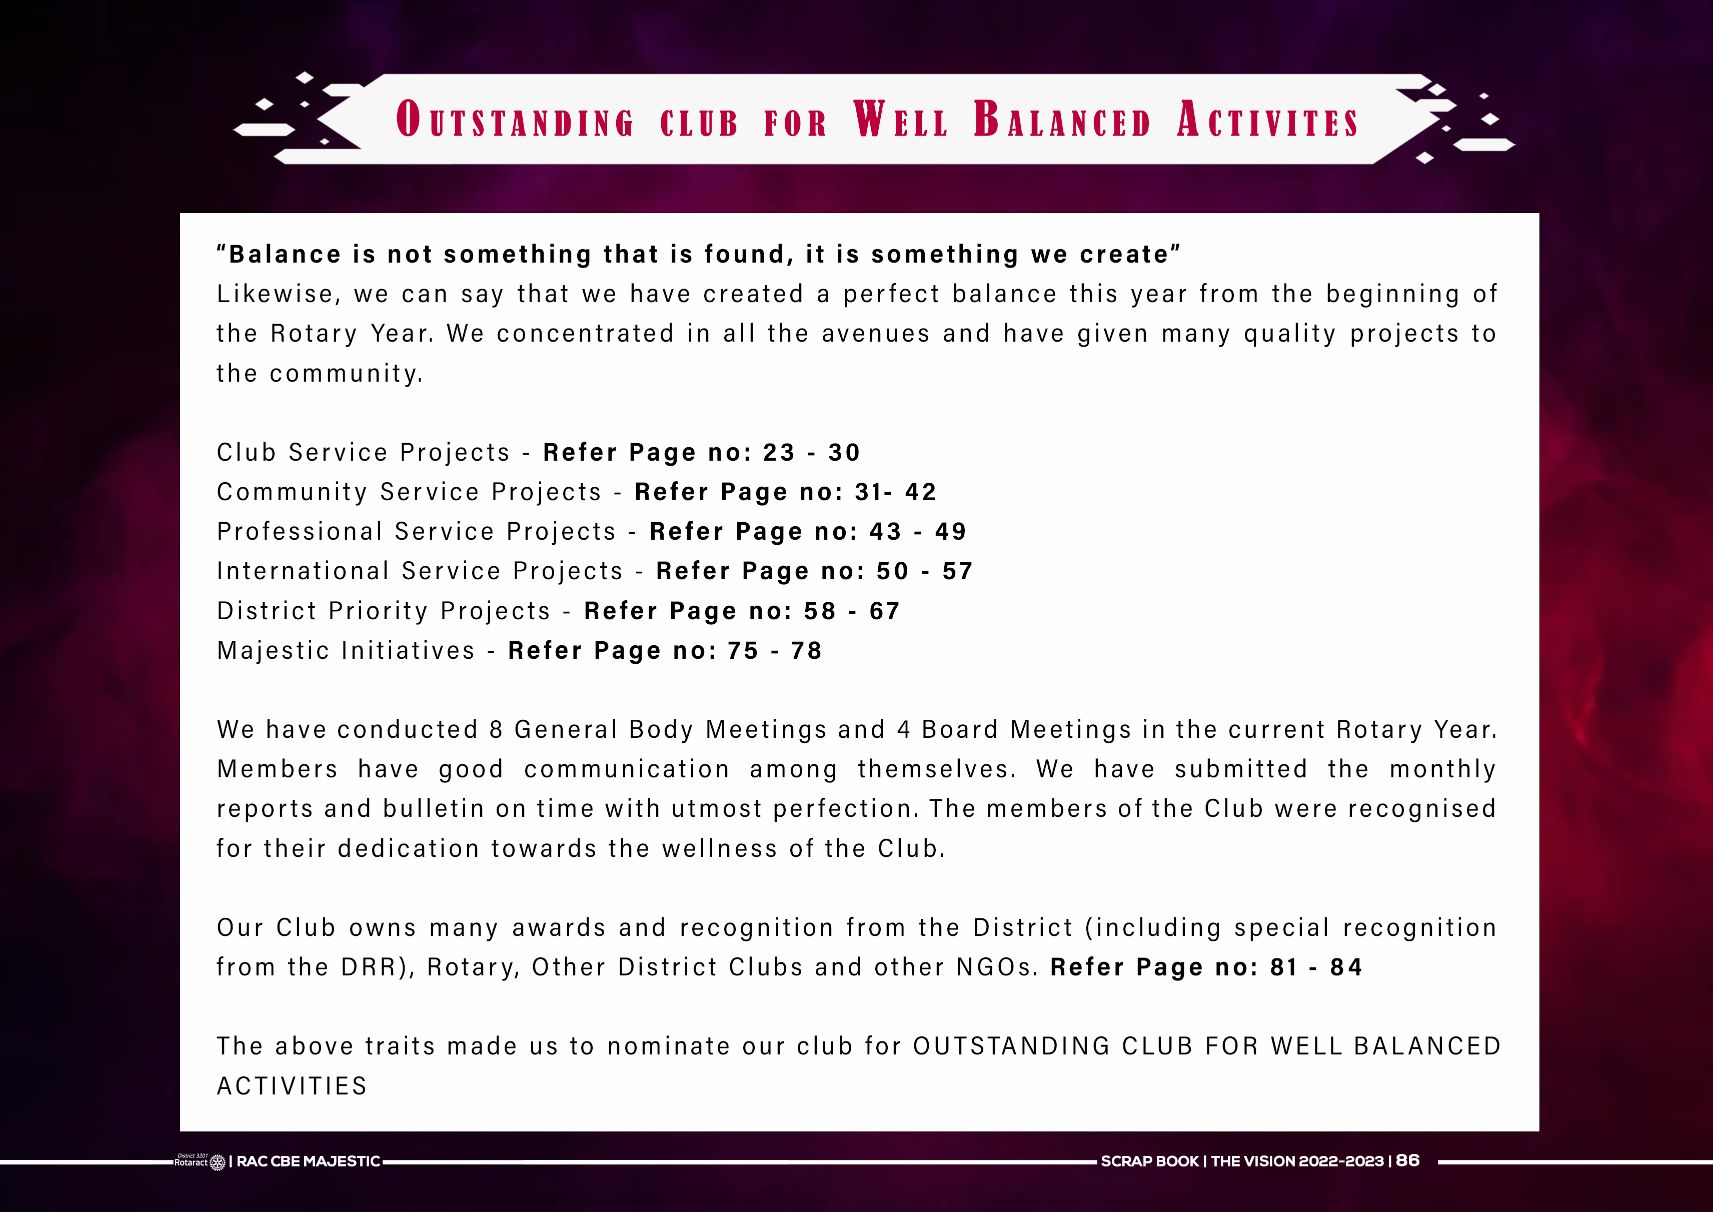 Outstanding club for Well Balanced Activites
“Balance is not something that is found, it is something we create”
Likewise, we can say that we have created a perfect balance this year from the beginning of
the Rotary Year. We concentrated in all the avenues and have given many quality projects to
the community.
Club Service Projects - Refer Page no: 23 - 30
Community Service Projects - Refer Page no: 31- 42
Professional Service Projects - Refer Page no: 43 - 49
International Service Projects - Refer Page no: 50 - 57
District Priority Projects - Refer Page no: 58 - 67
Majestic Initiatives - Refer Page no: 75 - 78
We have conducted 8 General Body Meetings and 4 Board Meetings in the current Rotary Year.
Members have good communication among themselves. We have submitted the monthly
reports and bulletin on time with utmost perfection. The members of the Club were recognised
for their dedication towards the wellness of the Club.
Our Club owns many awards and recognition from the District (including special recognition
from the DRR), Rotary, Other District Clubs and other NGOs. Refer Page no: 81 - 84
The above traits made us to nominate our club for OUTSTANDING CLUB FOR WELL BALANCED
ACTIVITIES
District 3201
Rotaract | RAC CBE MAJESTIC
SCRAP BOOK | THE VISION 2022-2023 | 86